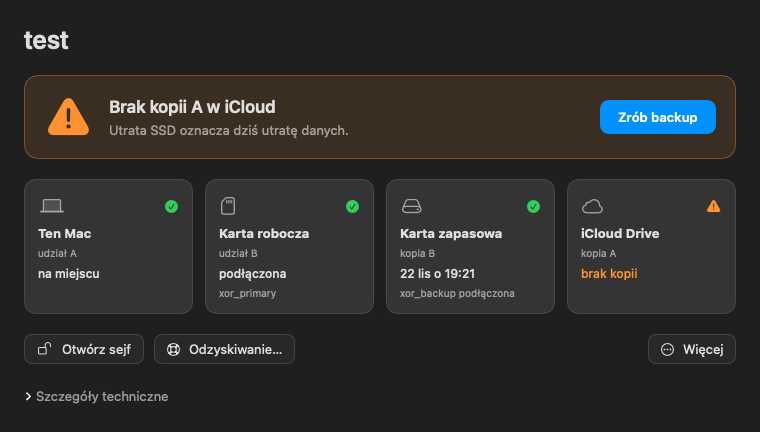 test
Brak kopii A w iCloud
Utrata SSD oznacza dziś utratę danych.
Zrób backup
Ten Mac
udział A
na miejscu
Karta robocza
udział B
podłączona
xor_primary
Karta zapasowa
kopia B
22 lis o 19:21
xor_backup podłączona
iCloud Drive
kopia A
brak kopii
Otwórz sejf
Odzyskiwanie...
Więcej
Szczegóły techniczne